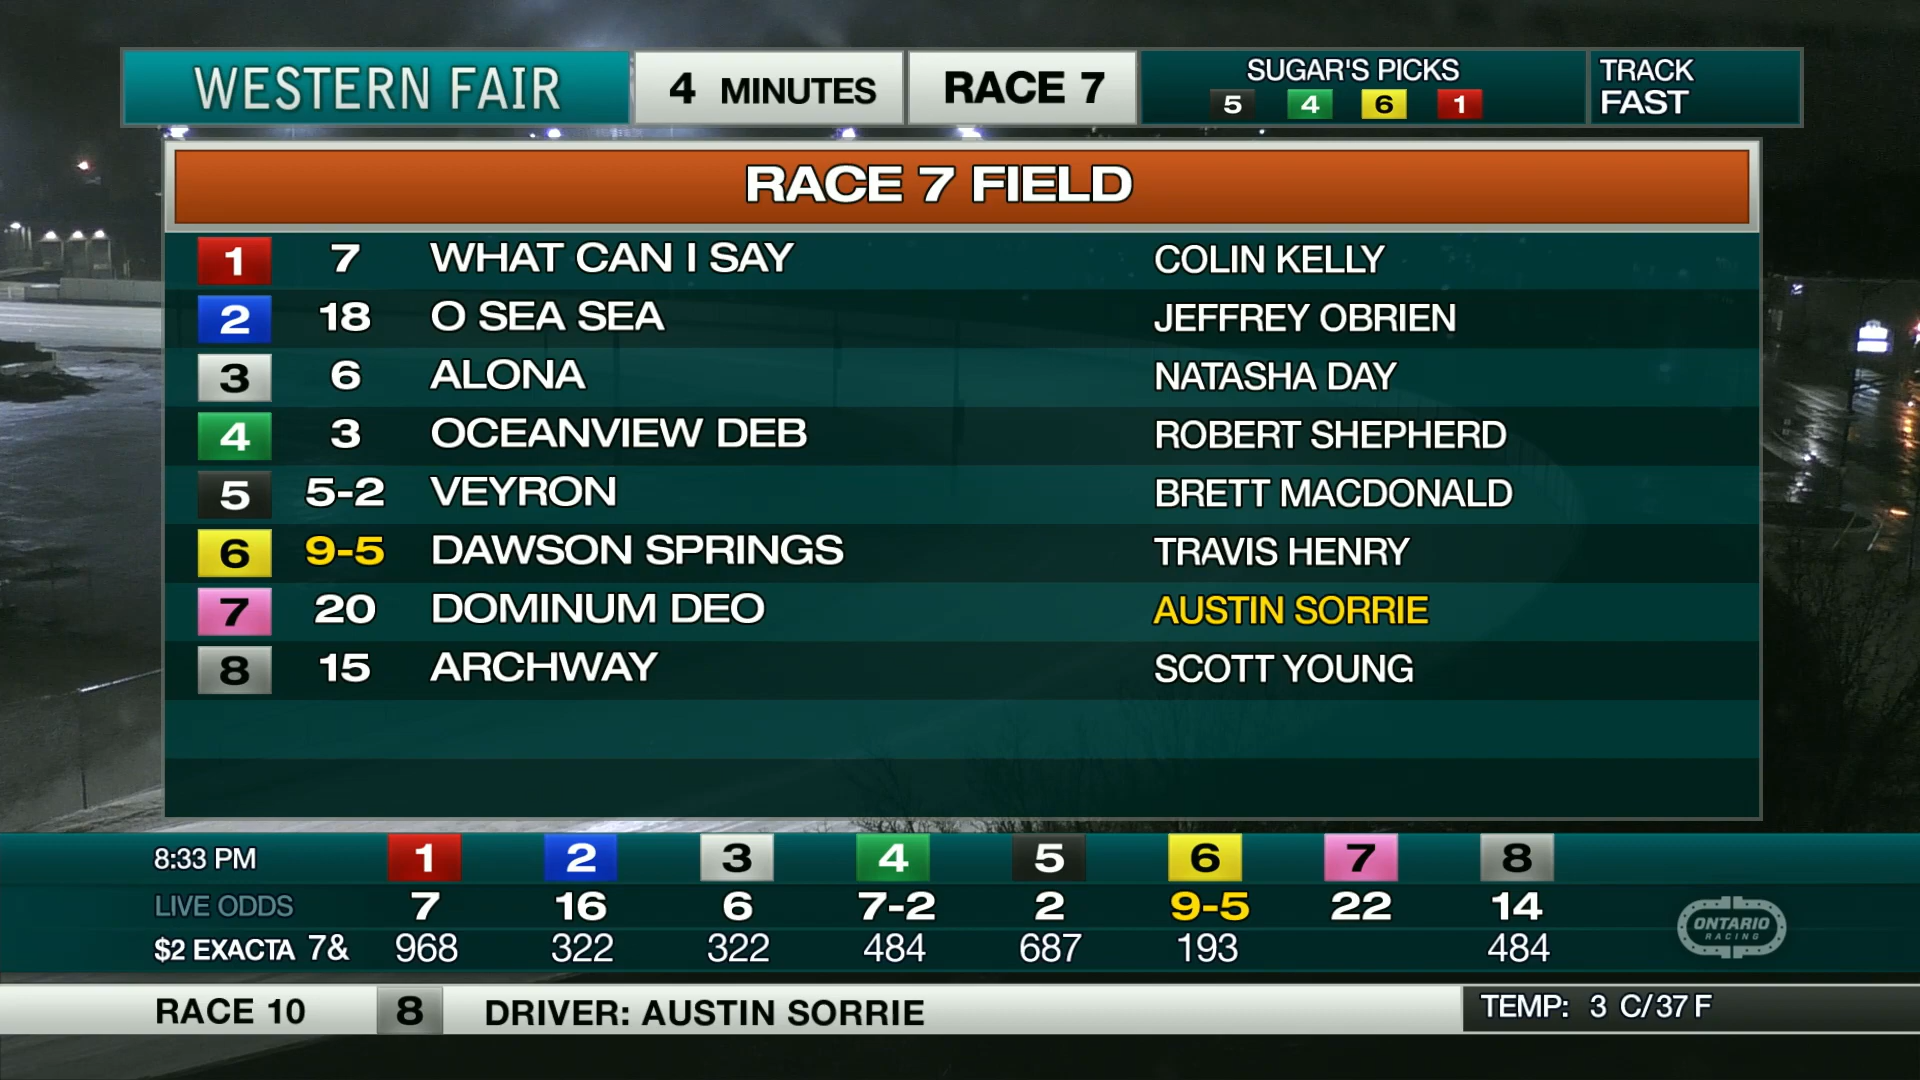 WESTERN FAIR 4 MINUTES RACE 7 SUGAR'S PICKS 5 4 6 1 TRACK FAST
RACE 7 FIELD
1 7 WHAT CAN I SAY COLIN KELLY
2 18 O SEA SEA JEFFREY OBRIEN
3 6 ALONA NATASHA DAY
4 3 OCEANVIEW DEB ROBERT SHEPHERD
5 5-2 VEYRON BRETT MACDONALD
6 9-5 DAWSON SPRINGS TRAVIS HENRY
7 20 DOMINUM DEO AUSTIN SORRIE
8 15 ARCHWAY SCOTT YOUNG
8:33 PM 1 2 3 4 5 6 7 8
LIVE ODDS 7 16 6 7-2 2 9-5 22 14
$2 EXACTA 7& 968 322 322 484 687 193 484
ONTARIO RACING
RACE 10 8 DRIVER: AUSTIN SORRIE TEMP: 3 C/37 F